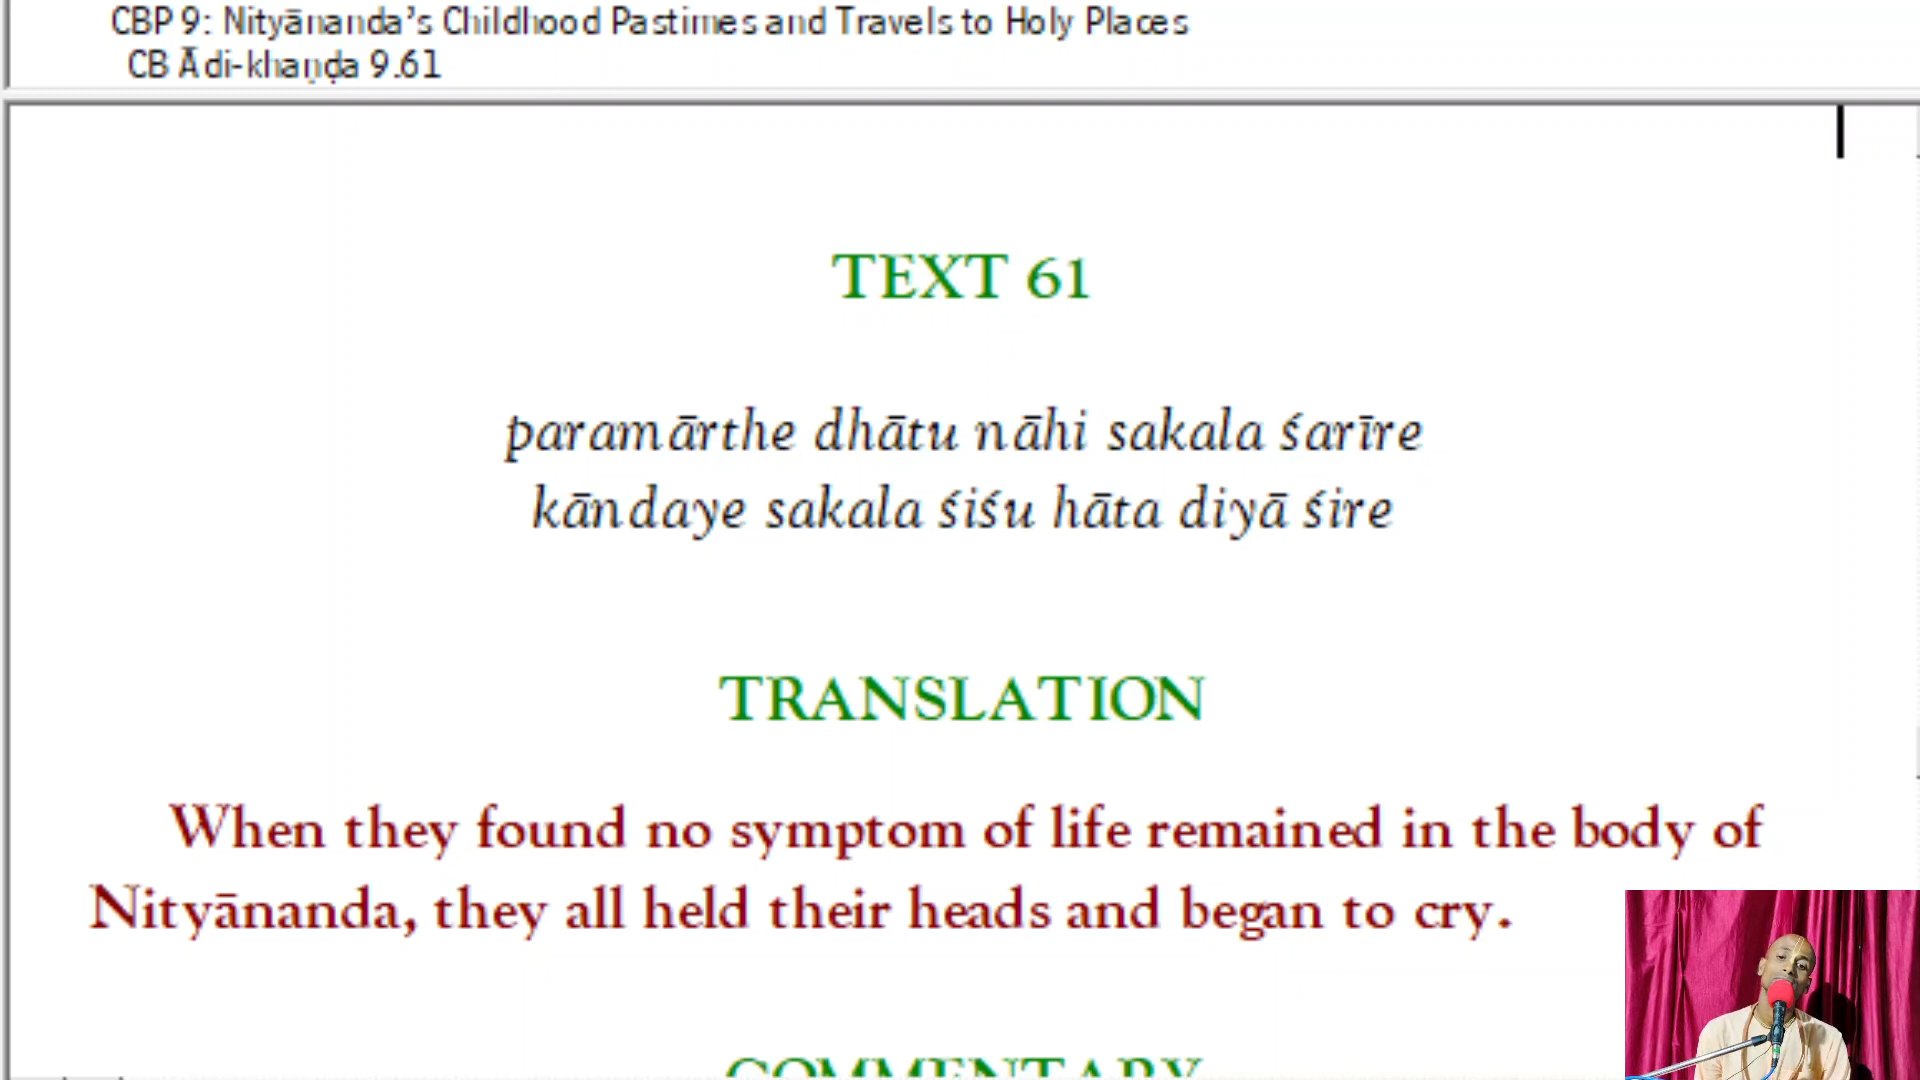 CBP 9: Nityānanda’s Childhood Pastimes and Travels to Holy Places
CB Ādi-khaṇḍa 9.61
TEXT 61
paramārthe dhātu nāhi sakala śarīre
kāndaye sakala śiśu hāta diyā śire
TRANSLATION
When they found no symptom of life remained in the body of
Nityānanda, they all held their heads and began to cry.
COMMENTARY